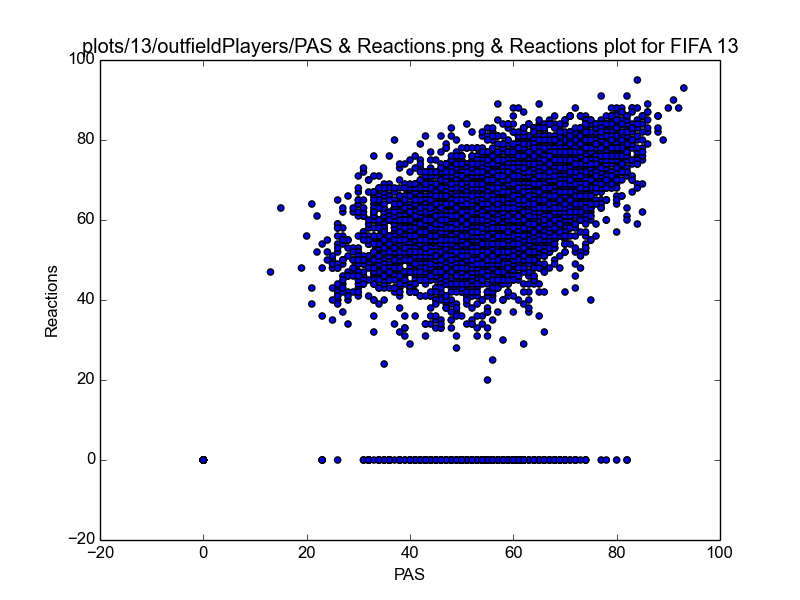 plots/13/outfieldPlayers/PAS & Reactions.png & Reactions plot for FIFA 13
100
80
60
40
20
0
−20
Reactions
−20 0 20 40 60 80 100
PAS